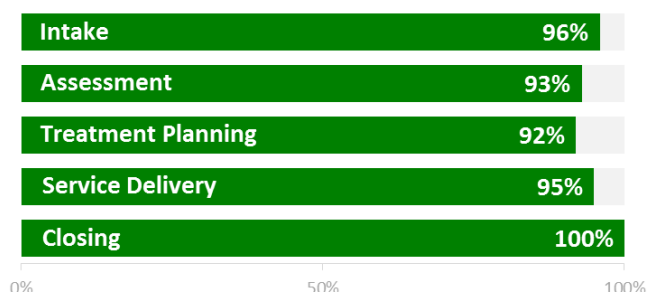 Intake 96%
Assessment 93%
Treatment Planning 92%
Service Delivery 95%
Closing 100%
0% 50% 100%